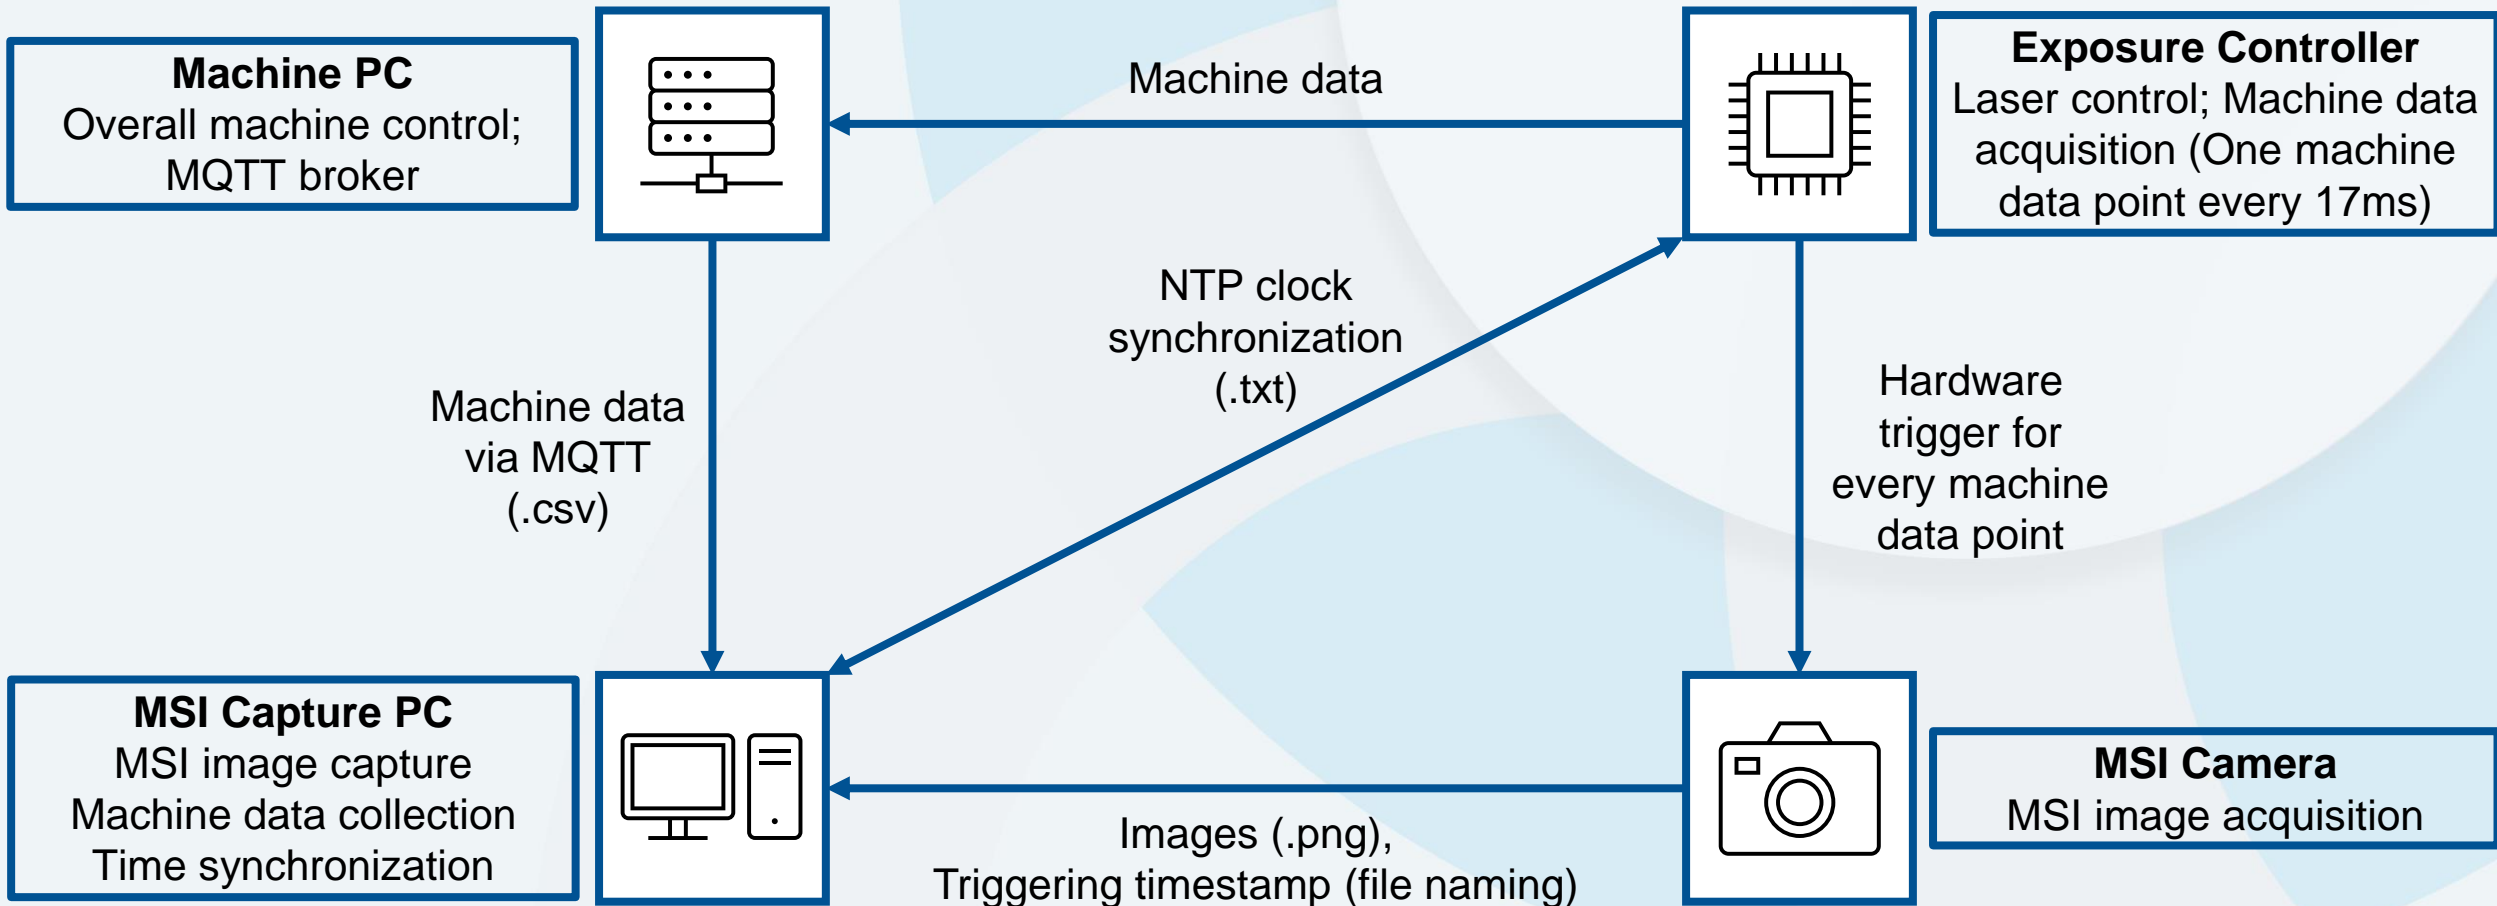 Machine PC
Overall machine control;
MQTT broker
Machine data
Exposure Controller
Laser control; Machine data
acquisition (One machine
data point every 17ms)
Machine data
via MQTT
(.csv)
NTP clock
synchronization
(.txt)
Hardware
trigger for
every machine
data point
MSI Capture PC
MSI image capture
Machine data collection
Time synchronization
Images (.png),
Triggering timestamp (file naming)
MSI Camera
MSI image acquisition